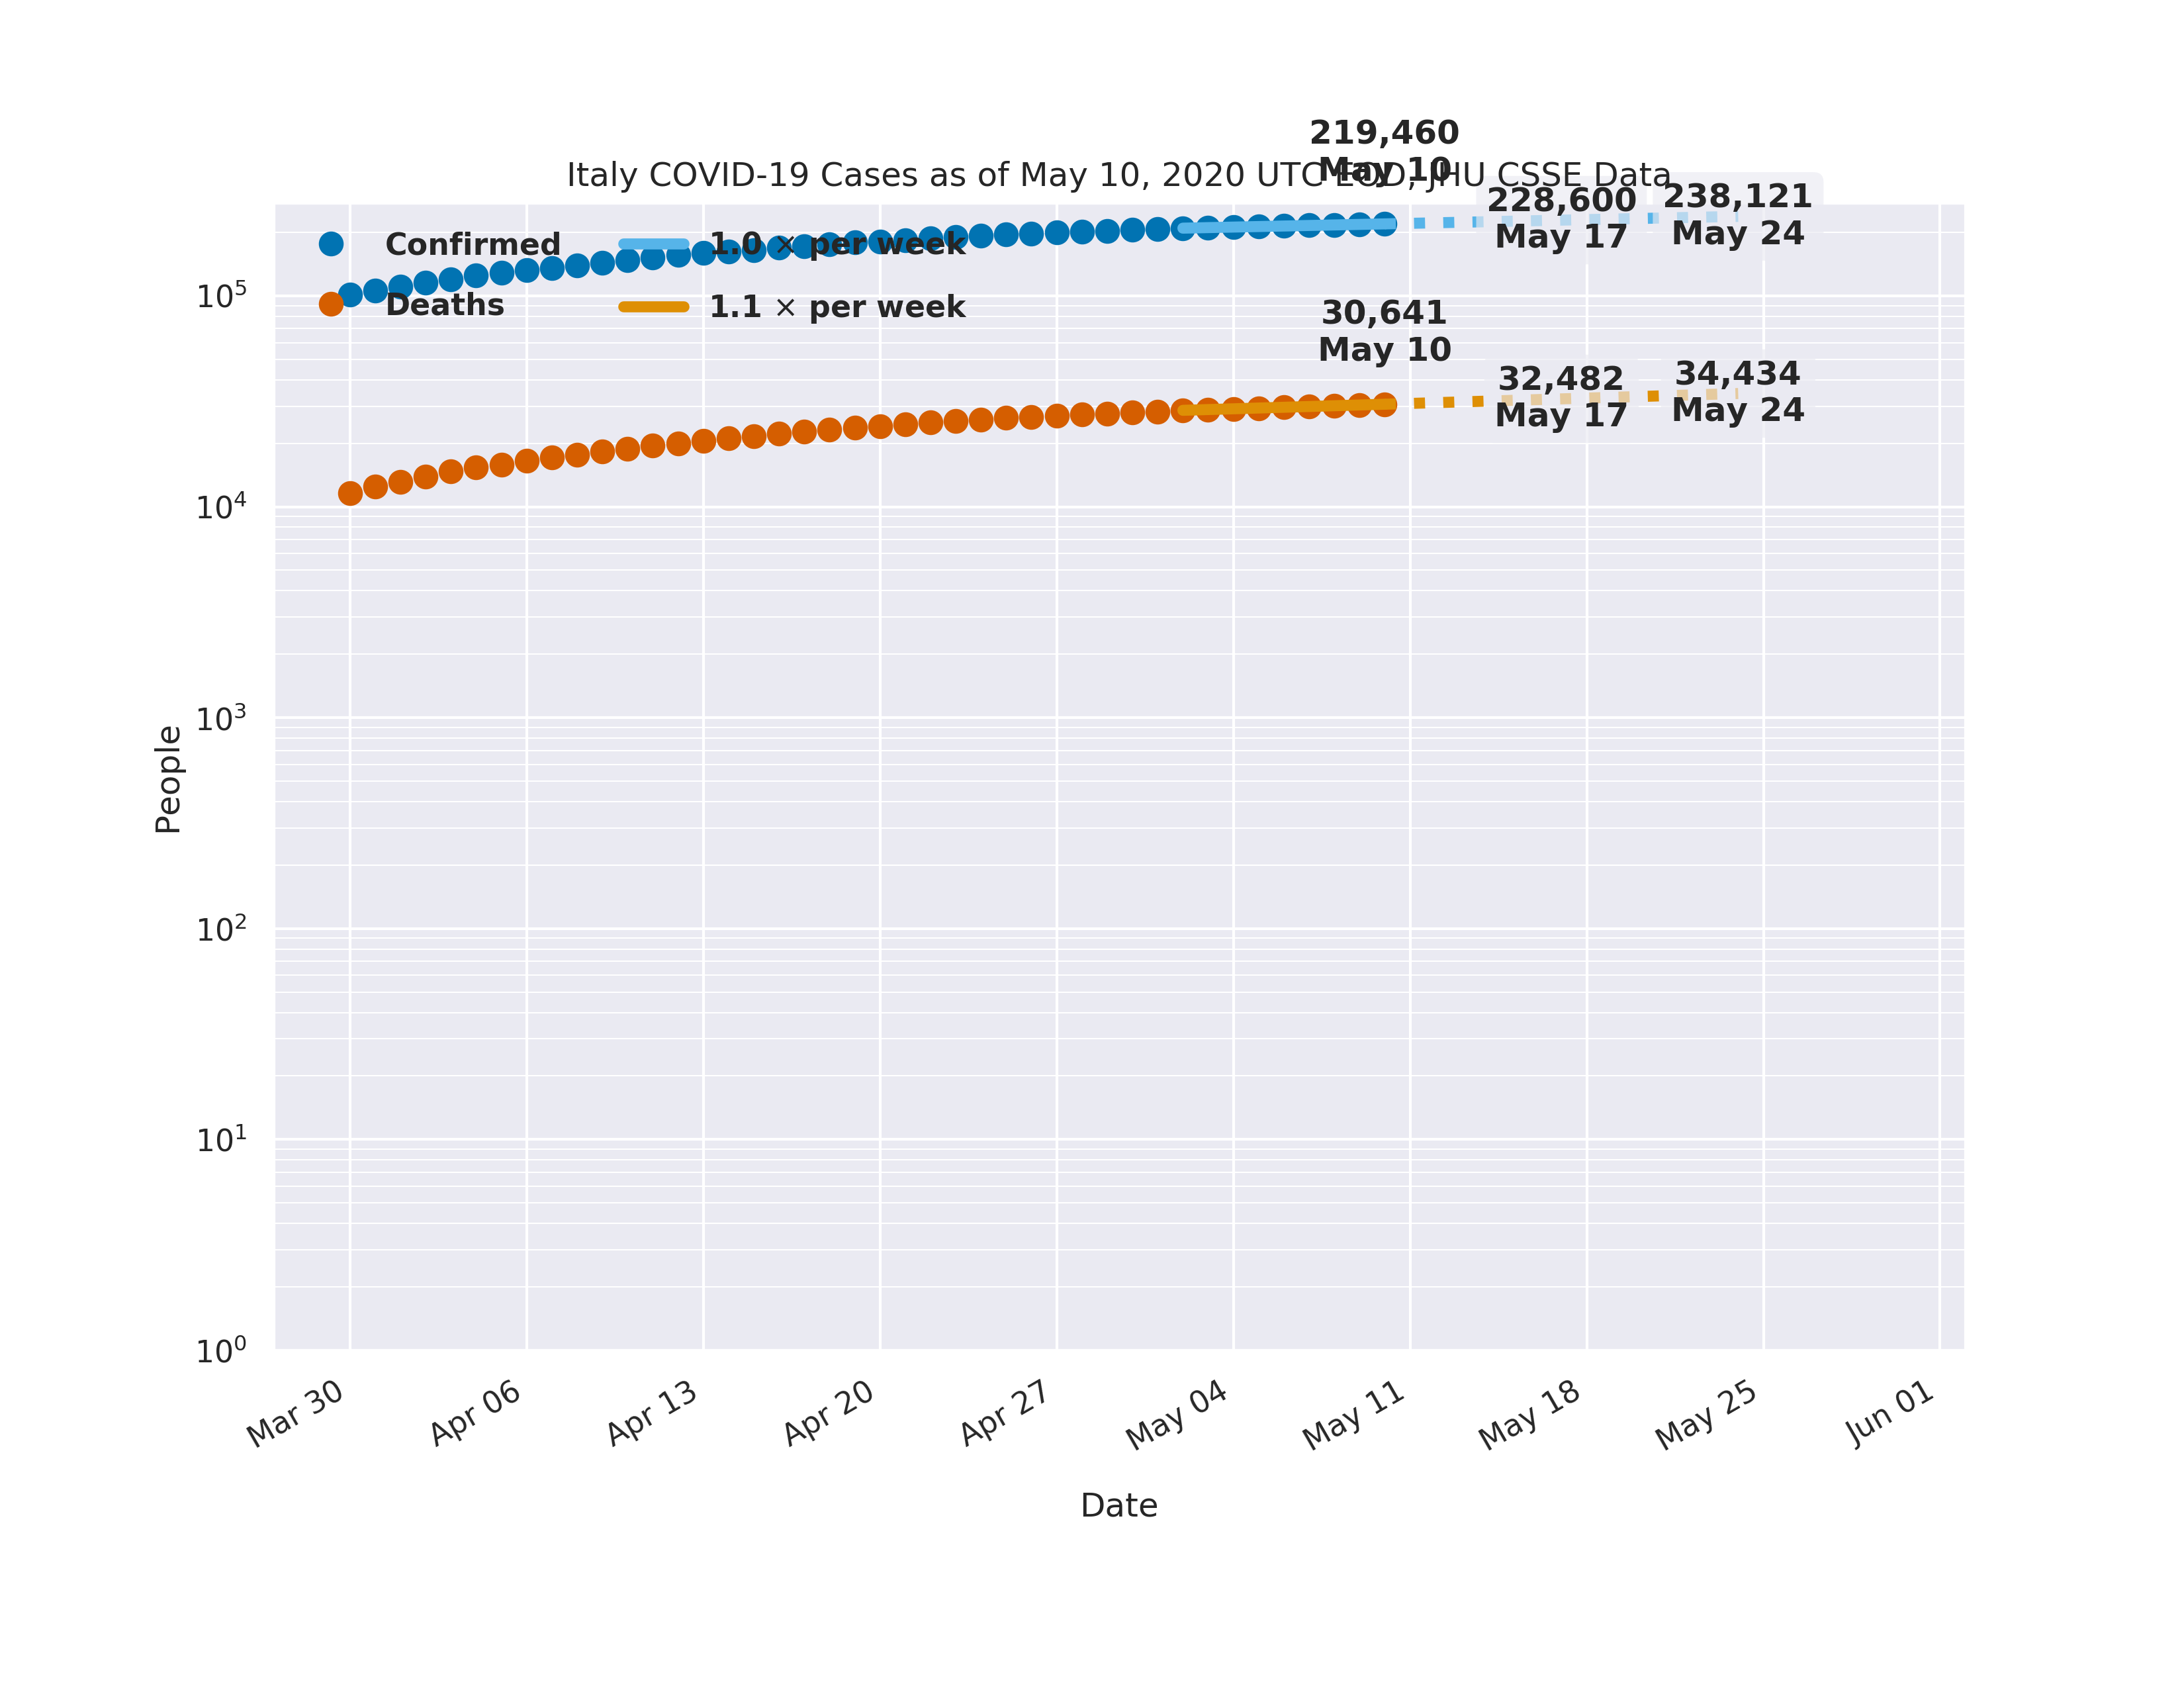 219,460
May 10
Italy COVID-19 Cases as of May 10, 2020 UTC EOD, JHU CSSE Data
228,600
May 17
238,121
May 24
Confirmed
1.0 × per week
Deaths
1.1 × per week
30,641
May 10
32,482
May 17
34,434
May 24
10⁵
10⁴
10³
10²
10¹
10⁰
People
Mar 30
Apr 06
Apr 13
Apr 20
Apr 27
May 04
May 11
May 18
May 25
Jun 01
Date